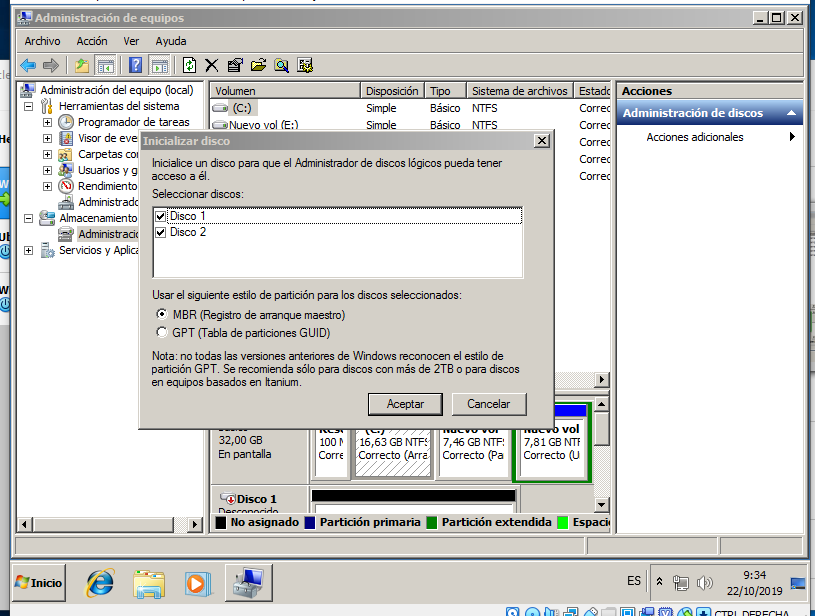 Administración de equipos
Archivo Acción Ver Ayuda
Administración del equipo (local)
Herramientas del sistema
Programador de tareas
Visor de eve
Carpetas co
Usuarios y g
Rendimiento
Administrado
Almacenamiento
Administració
Servicios y Aplica
Volumen Disposición Tipo Sistema de archivos Estado
(C:) Simple Básico NTFS Correc
Nuevo vol (E:) Simple Básico NTFS Correc
Correc
Correc
Correc
Acciones
Administración de discos
Acciones adicionales
Inicializar disco
Inicialice un disco para que el Administrador de discos lógicos pueda tener
acceso a él.
Seleccionar discos:
Disco 1
Disco 2
Usar el siguiente estilo de partición para los discos seleccionados:
MBR (Registro de arranque maestro)
GPT (Tabla de particiones GUID)
Nota: no todas las versiones anteriores de Windows reconocen el estilo de
partición GPT. Se recomienda sólo para discos con más de 2TB o para discos
en equipos basados en Itanium.
Aceptar Cancelar
32,00 GB
En pantalla
100 M
Corre
(C:)
16,63 GB NTFS
Correcto (Arra
Nuevo vol
7,46 GB NTFS
Correcto (Pa
Nuevo vol
7,81 GB NTF
Correcto (U
Disco 1
Desconocido
No asignado Partición primaria Partición extendida Espacio
Inicio
ES
9:34
22/10/2019
CTRL DERECHA